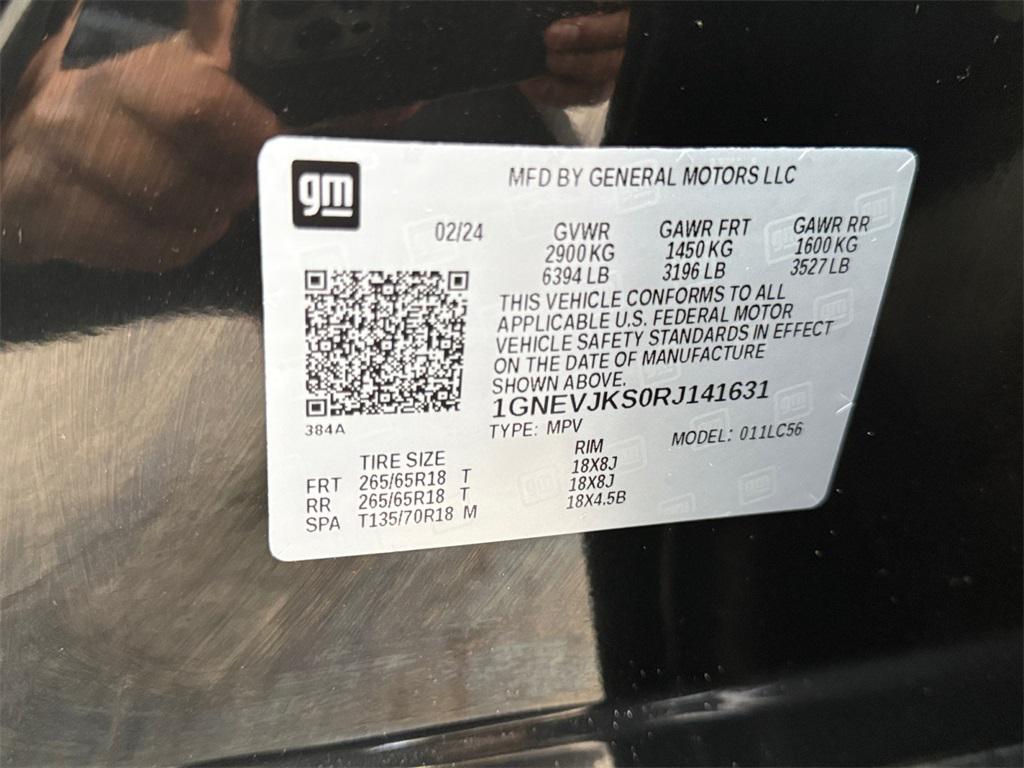 gm
MFD BY GENERAL MOTORS LLC
02/24 GVWR GAWR FRT GAWR RR
2900 KG 1450 KG 1600 KG
6394 LB 3196 LB 3527 LB
THIS VEHICLE CONFORMS TO ALL
APPLICABLE U.S. FEDERAL MOTOR
VEHICLE SAFETY STANDARDS IN EFFECT
ON THE DATE OF MANUFACTURE
SHOWN ABOVE.
1GNEVJKS0RJ141631
384A
TYPE: MPV MODEL: 011LC56
TIRE SIZE RIM
FRT 265/65R18 T 18X8J
RR 265/65R18 T 18X8J
SPA T135/70R18 M 18X4.5B